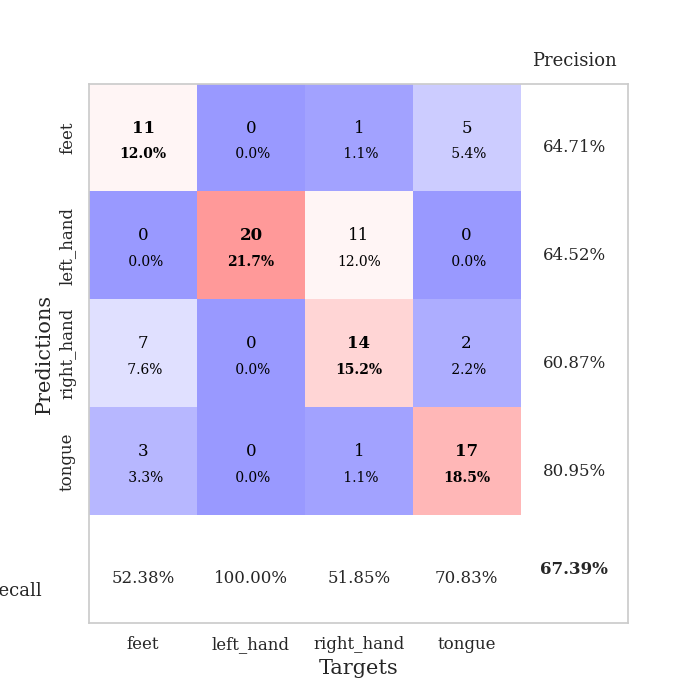 Precision
feet
11 0 1 5
12.0% 0.0% 1.1% 5.4%
64.71%
left_hand
0 20 11 0
0.0% 21.7% 12.0% 0.0%
64.52%
Predictions
right_hand
7 0 14 2
7.6% 0.0% 15.2% 2.2%
60.87%
tongue
3 0 1 17
3.3% 0.0% 1.1% 18.5%
80.95%
ecall
52.38% 100.00% 51.85% 70.83% 67.39%
feet left_hand right_hand tongue
Targets